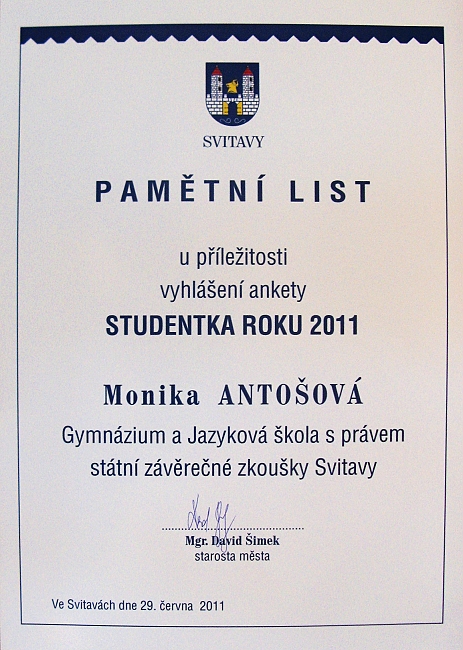 SVITAVY
PAMĚTNÍ LIST
u příležitosti
vyhlášení ankety
STUDENTKA ROKU 2011
Monika ANTOŠOVÁ
Gymnázium a Jazyková škola s právem
státní závěrečné zkoušky Svitavy
Mgr. David Šimek
starosta města
Ve Svitavách dne 29. června 2011